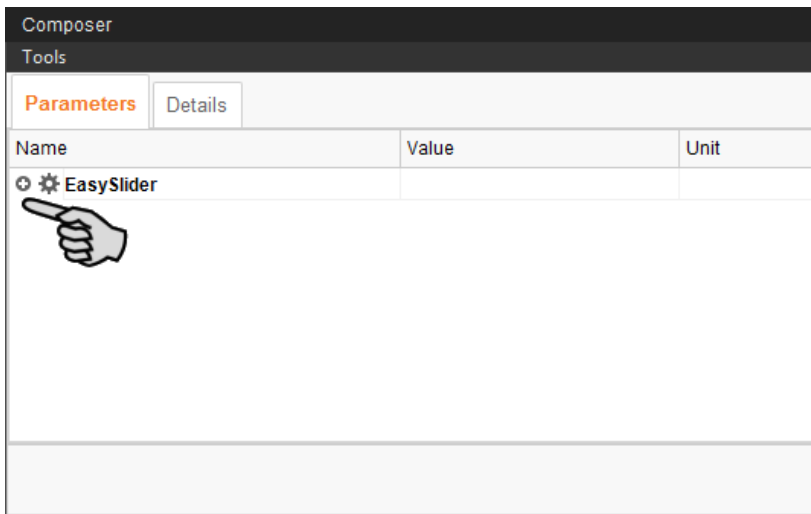 Composer
Tools
Parameters Details
Name Value Unit
EasySlider